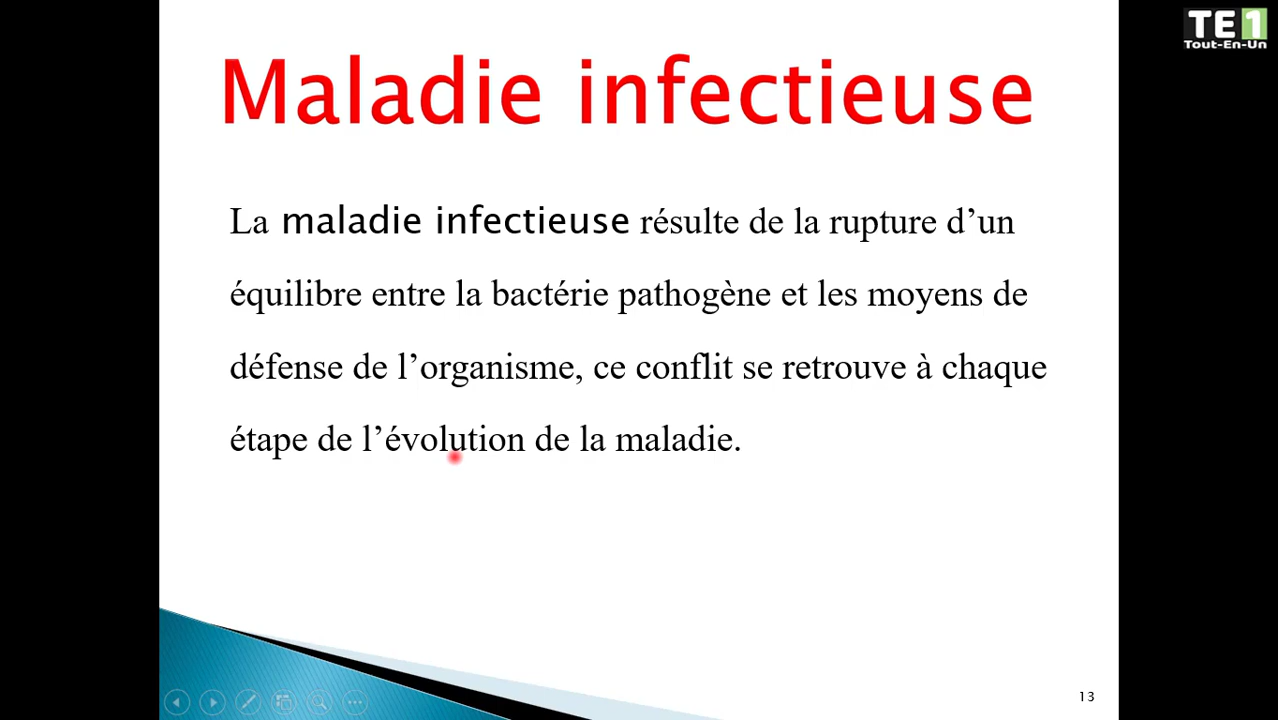 TE1
Tout-En-Un
Maladie infectieuse
La maladie infectieuse résulte de la rupture d’un
équilibre entre la bactérie pathogène et les moyens de
défense de l’organisme, ce conflit se retrouve à chaque
étape de l’évolution de la maladie.
13